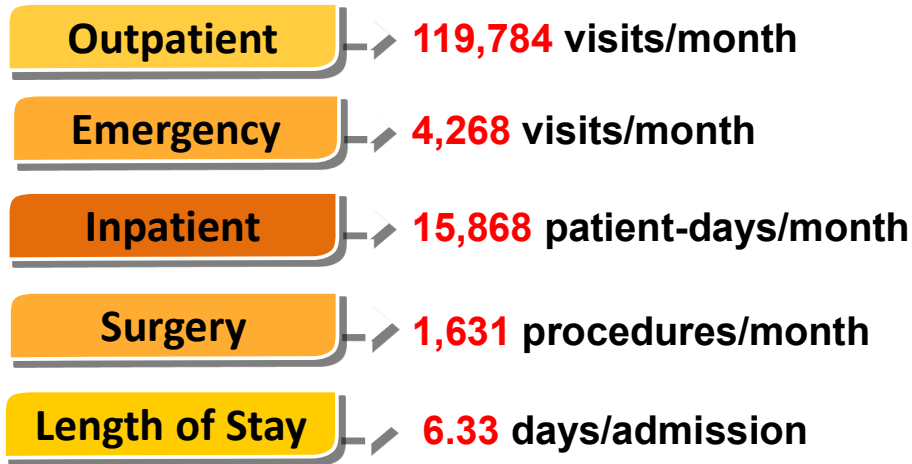 Outpatient 119,784 visits/month
Emergency 4,268 visits/month
Inpatient 15,868 patient-days/month
Surgery 1,631 procedures/month
Length of Stay 6.33 days/admission